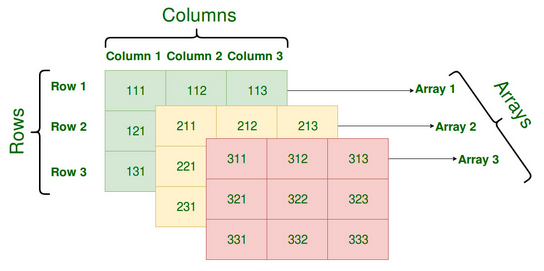 Columns
Column 1 Column 2 Column 3
Rows
Row 1
111 112 113
Array 1
Arrays
Row 2
121
211 212 213
Array 2
Row 3
131
221
311 312 313
Array 3
231
321 322 323
331 332 333